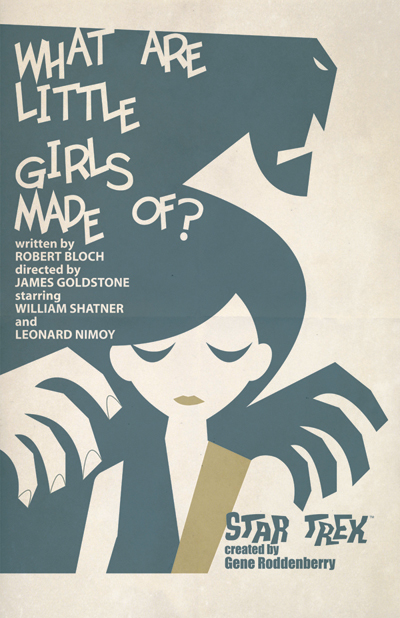 WHAT ARE
LITTLE
GIRLS
MADE OF?
written by
ROBERT BLOCH
directed by
JAMES GOLDSTONE
starring
WILLIAM SHATNER
and
LEONARD NIMOY
STAR TREK™
created by
Gene Roddenberry